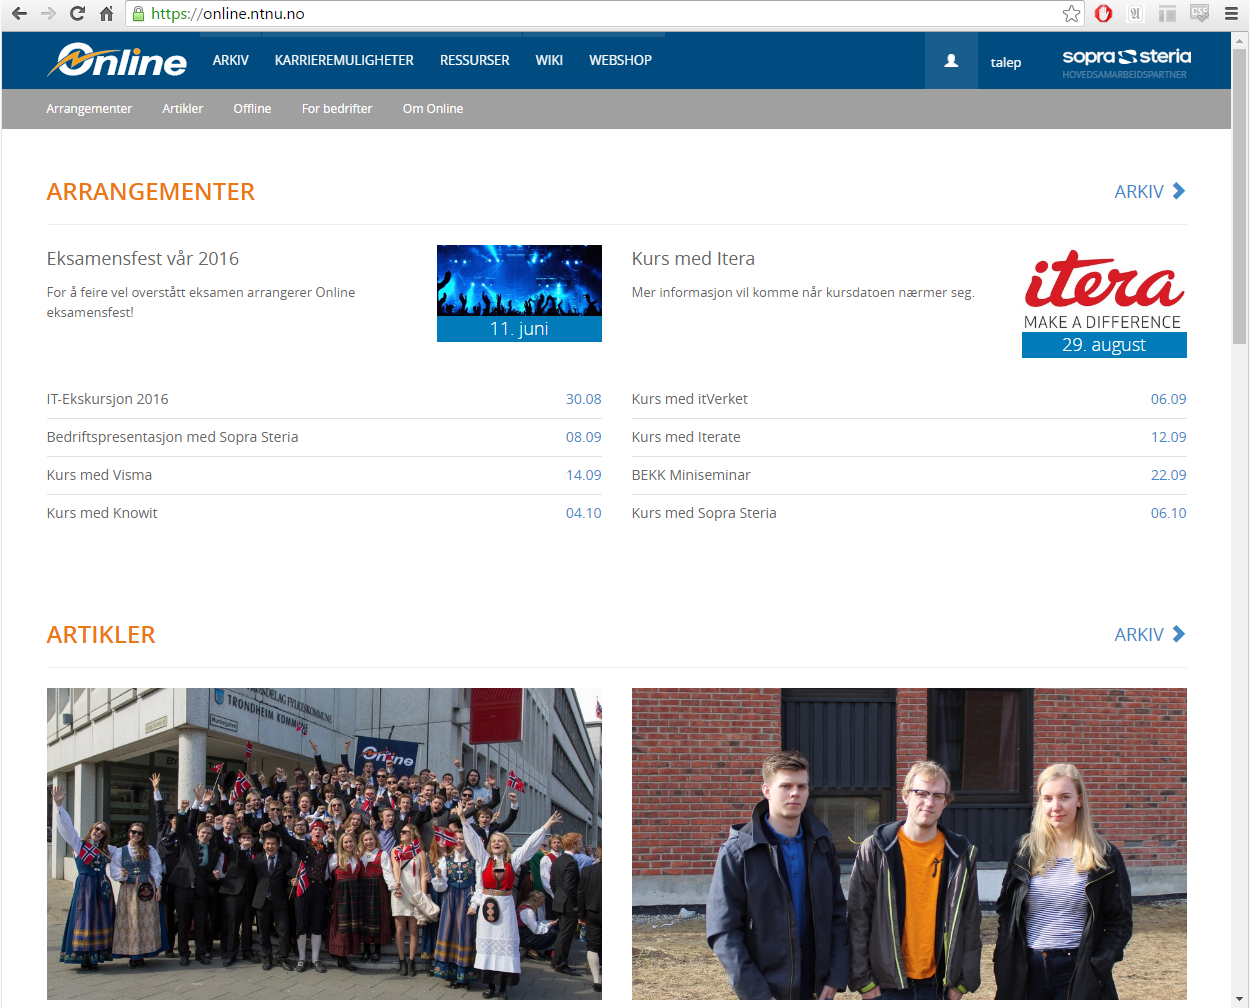 https://online.ntnu.no
Online
ARKIV
KARRIEREMULIGHETER
RESSURSER
WIKI
WEBSHOP
talep
sopra steria
HOVEDSAMARBEIDSPARTNER
Arrangementer
Artikler
Offline
For bedrifter
Om Online
ARRANGEMENTER
ARKIV
Eksamensfest vår 2016
For å feire vel overstått eksamen arrangerer Online
eksamensfest!
11. juni
Kurs med Itera
Mer informasjon vil komme når kursdatoen nærmer seg.
itera
MAKE A DIFFERENCE
29. august
IT-Ekskursjon 2016 30.08
Bedriftspresentasjon med Sopra Steria 08.09
Kurs med Visma 14.09
Kurs med Knowit 04.10
Kurs med itVerket 06.09
Kurs med Iterate 12.09
BEKK Miniseminar 22.09
Kurs med Sopra Steria 06.10
ARTIKLER
ARKIV
TRONDHEIM KOMMUNE
Online